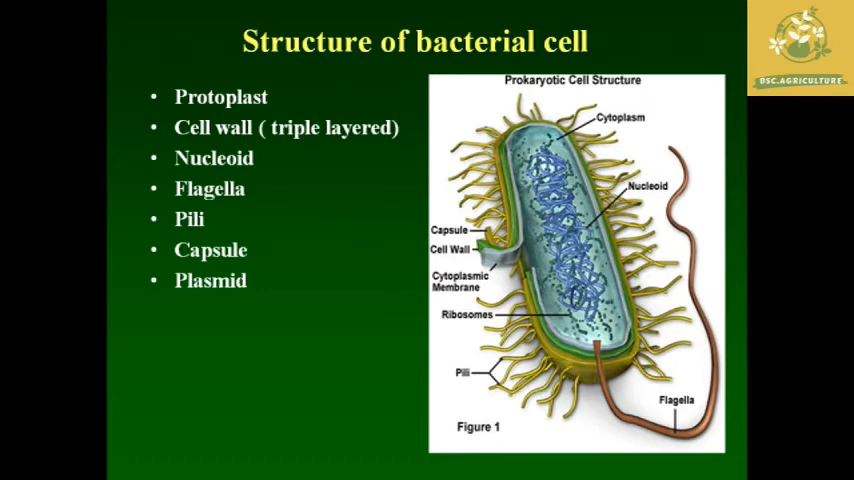 Structure of bacterial cell
BSC.AGRICULTURE
• Protoplast
• Cell wall ( triple layered)
• Nucleoid
• Flagella
• Pili
• Capsule
• Plasmid
Prokaryotic Cell Structure
Cytoplasm
Nucleoid
Capsule
Cell Wall
Cytoplasmic
Membrane
Ribosomes
Pili
Flagella
Figure 1